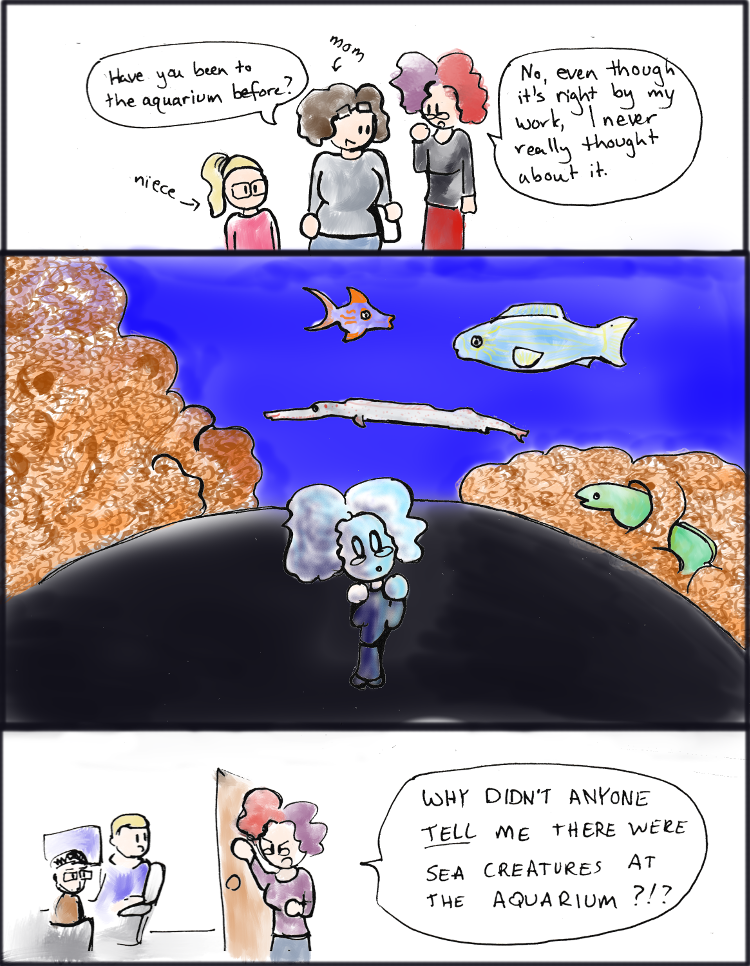 mom
Have you been to
the aquarium before?
No, even though
it's right by my
work, I never
really thought
about it.
niece
WHY DIDN'T ANYONE
TELL ME THERE WERE
SEA CREATURES AT
THE AQUARIUM ?!?